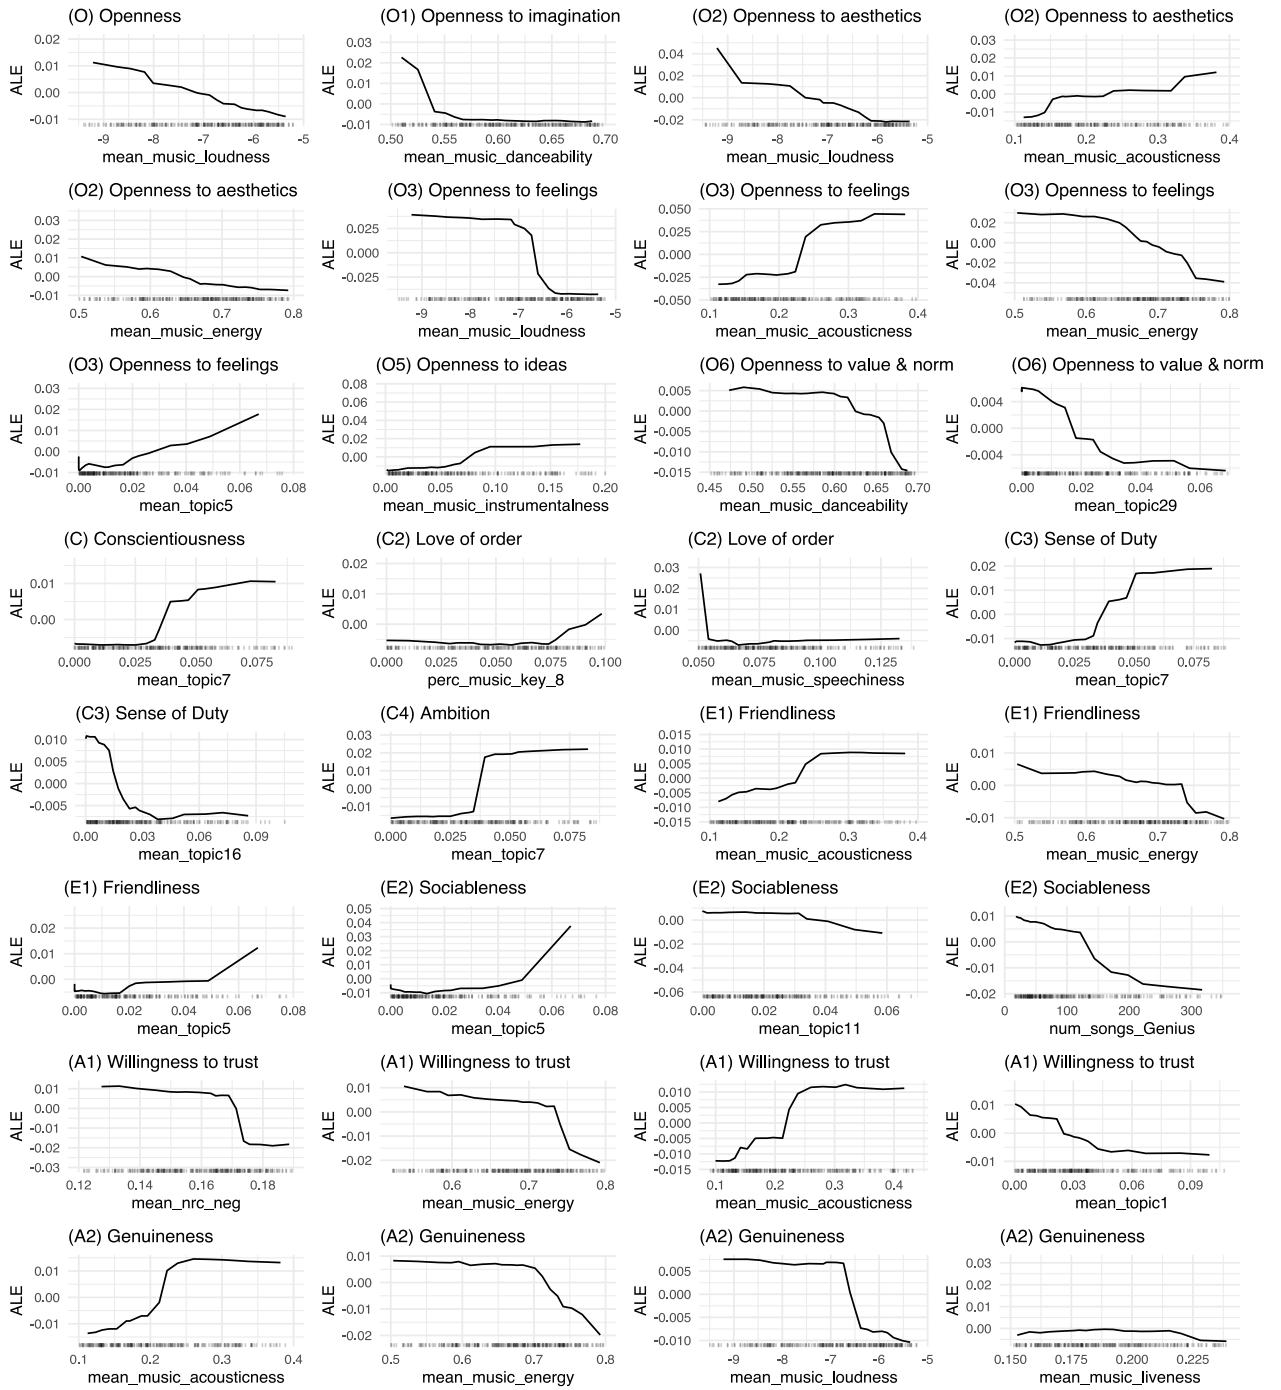 (O) Openness
(O1) Openness to imagination
(O2) Openness to aesthetics
(O2) Openness to aesthetics
ALE
0.02
0.01
0.00
-0.01
-9
-8
-7
-6
-5
mean_music_loudness
ALE
0.03
0.02
0.01
0.00
-0.01
0.50
0.55
0.60
0.65
0.70
mean_music_danceability
ALE
0.04
0.02
0.00
-0.02
-9
-8
-7
-6
-5
mean_music_loudness
ALE
0.03
0.02
0.01
0.00
-0.01
0.1
0.2
0.3
0.4
mean_music_acousticness
(O2) Openness to aesthetics
(O3) Openness to feelings
(O3) Openness to feelings
(O3) Openness to feelings
ALE
0.03
0.02
0.01
0.00
-0.01
0.5
0.6
0.7
0.8
mean_music_energy
ALE
0.025
0.000
-0.025
-9
-8
-7
-6
-5
mean_music_loudness
ALE
0.050
0.025
0.000
-0.025
-0.050
0.1
0.2
0.3
0.4
mean_music_acousticness
ALE
0.02
0.00
-0.02
-0.04
0.5
0.6
0.7
0.8
mean_music_energy
(O3) Openness to feelings
(O5) Openness to ideas
(O6) Openness to value & norm
(O6) Openness to value & norm
ALE
0.03
0.02
0.01
0.00
-0.01
0.00
0.02
0.04
0.06
0.08
mean_topic5
ALE
0.08
0.06
0.04
0.02
0.00
0.00
0.05
0.10
0.15
0.20
mean_music_instrumentalness
ALE
0.005
0.000
-0.005
-0.010
-0.015
0.45
0.50
0.55
0.60
0.65
0.70
mean_music_danceability
ALE
0.004
0.000
-0.004
0.00
0.02
0.04
0.06
mean_topic29
(C) Conscientiousness
(C2) Love of order
(C2) Love of order
(C3) Sense of Duty
ALE
0.01
0.00
0.000
0.025
0.050
0.075
mean_topic7
ALE
0.02
0.01
0.00
0.000
0.025
0.050
0.075
0.100
perc_music_key_8
ALE
0.03
0.02
0.01
0.00
0.050
0.075
0.100
0.125
mean_music_speechiness
ALE
0.02
0.01
0.00
-0.01
0.000
0.025
0.050
0.075
mean_topic7
(C3) Sense of Duty
(C4) Ambition
(E1) Friendliness
(E1) Friendliness
ALE
0.010
0.005
0.000
-0.005
0.00
0.03
0.06
0.09
mean_topic16
ALE
0.03
0.02
0.01
0.00
-0.01
0.000
0.025
0.050
0.075
mean_topic7
ALE
0.015
0.010
0.005
0.000
-0.005
-0.010
-0.015
0.1
0.2
0.3
0.4
mean_music_acousticness
ALE
0.01
0.00
-0.01
0.5
0.6
0.7
0.8
mean_music_energy
(E1) Friendliness
(E2) Sociableness
(E2) Sociableness
(E2) Sociableness
ALE
0.02
0.01
0.00
0.00
0.02
0.04
0.06
0.08
mean_topic5
ALE
0.05
0.04
0.03
0.02
0.01
0.00
-0.01
0.00
0.02
0.04
0.06
0.08
mean_topic5
ALE
0.00
-0.02
-0.04
-0.06
0.00
0.02
0.04
0.06
mean_topic11
ALE
0.01
0.00
-0.01
-0.02
0
100
200
300
num_songs_Genius
(A1) Willingness to trust
(A1) Willingness to trust
(A1) Willingness to trust
(A1) Willingness to trust
ALE
0.01
0.00
-0.01
-0.02
-0.03
0.12
0.14
0.16
0.18
mean_nrc_neg
ALE
0.01
0.00
-0.01
-0.02
0.6
0.7
0.8
mean_music_energy
ALE
0.010
0.005
0.000
-0.005
-0.010
-0.015
0.1
0.2
0.3
0.4
mean_music_acousticness
ALE
0.01
0.00
-0.01
0.00
0.03
0.06
0.09
mean_topic1
(A2) Genuineness
(A2) Genuineness
(A2) Genuineness
(A2) Genuineness
ALE
0.01
0.00
-0.01
0.1
0.2
0.3
0.4
mean_music_acousticness
ALE
0.01
0.00
-0.01
-0.02
0.5
0.6
0.7
0.8
mean_music_energy
ALE
0.005
0.000
-0.005
-0.010
-9
-8
-7
-6
-5
mean_music_loudness
ALE
0.03
0.02
0.01
0.00
0.150
0.175
0.200
0.225
mean_music_liveness